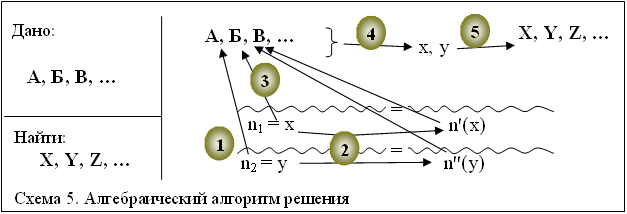 Дано:
А, Б, В, …
Найти:
X, Y, Z, …
А, Б, В, … } 4 x, y 5 X, Y, Z, …
3
=
n₁ = x n′(x)
1 2
=
n₂ = y n″(y)
Схема 5. Алгебраический алгоритм решения